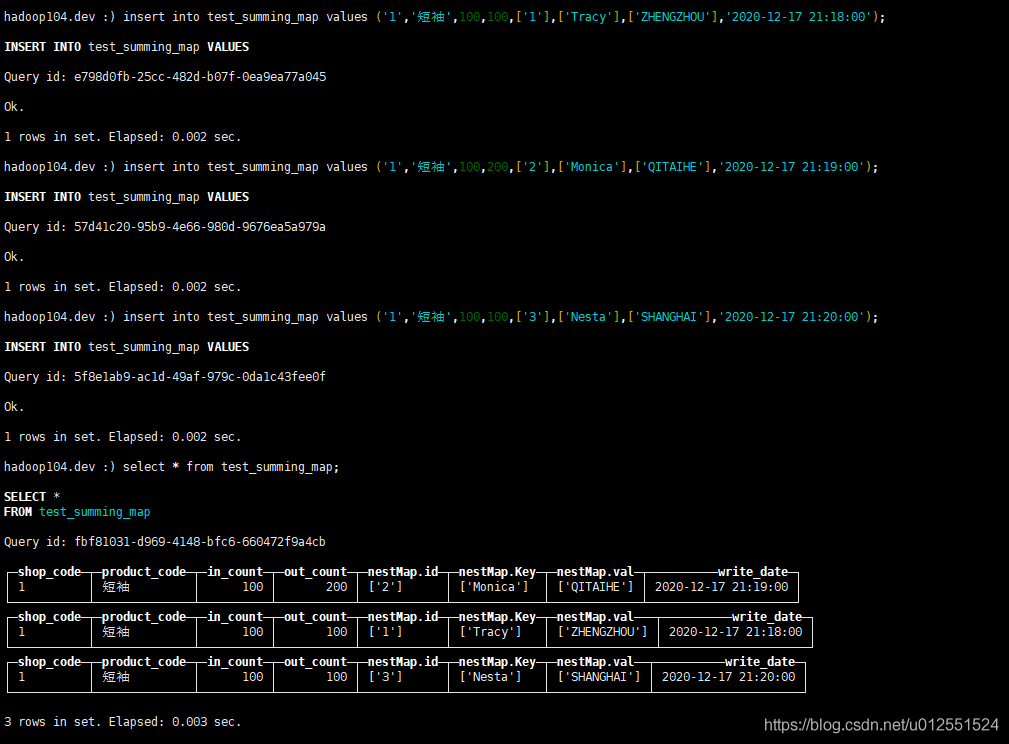 hadoop104.dev :) insert into test_summing_map values ('1','短袖',100,100,['1'],['Tracy'],['ZHENGZHOU'],'2020-12-17 21:18:00');
INSERT INTO test_summing_map VALUES
Query id: e798d0fb-25cc-482d-b07f-0ea9ea77a045
Ok.
1 rows in set. Elapsed: 0.002 sec.
hadoop104.dev :) insert into test_summing_map values ('1','短袖',100,200,['2'],['Monica'],['QITAIHE'],'2020-12-17 21:19:00');
INSERT INTO test_summing_map VALUES
Query id: 57d41c20-95b9-4e66-980d-9676ea5a979a
Ok.
1 rows in set. Elapsed: 0.002 sec.
hadoop104.dev :) insert into test_summing_map values ('1','短袖',100,100,['3'],['Nesta'],['SHANGHAI'],'2020-12-17 21:20:00');
INSERT INTO test_summing_map VALUES
Query id: 5f8e1ab9-ac1d-49af-979c-0da1c43fee0f
Ok.
1 rows in set. Elapsed: 0.002 sec.
hadoop104.dev :) select * from test_summing_map;
SELECT *
FROM test_summing_map
Query id: fbf81031-d969-4148-bfc6-660472f9a4cb
shop_code product_code in_count out_count nestMap.id nestMap.Key nestMap.val write_date
1 短袖 100 200 ['2'] ['Monica'] ['QITAIHE'] 2020-12-17 21:19:00
shop_code product_code in_count out_count nestMap.id nestMap.Key nestMap.val write_date
1 短袖 100 100 ['1'] ['Tracy'] ['ZHENGZHOU'] 2020-12-17 21:18:00
shop_code product_code in_count out_count nestMap.id nestMap.Key nestMap.val write_date
1 短袖 100 100 ['3'] ['Nesta'] ['SHANGHAI'] 2020-12-17 21:20:00
3 rows in set. Elapsed: 0.003 sec.
https://blog.csdn.net/u012551524